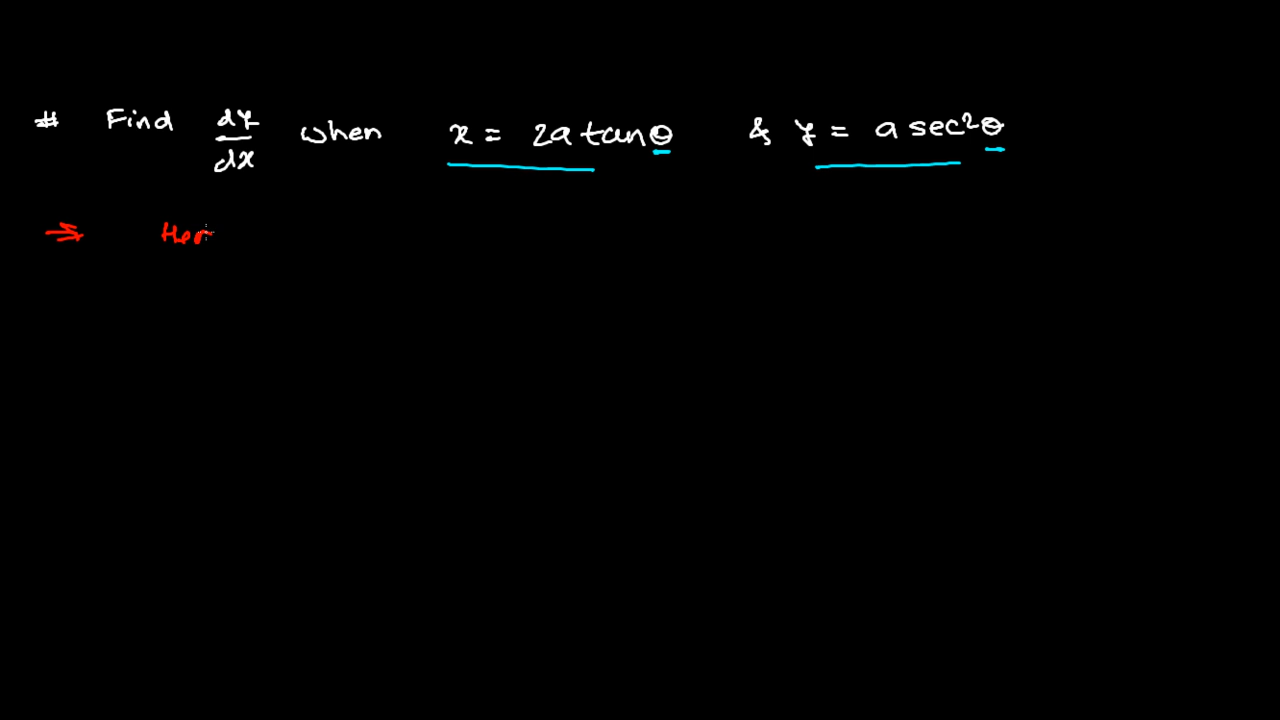 # Find dy/dx when x = 2a tanθ & y = a sec²θ
⇒ Her